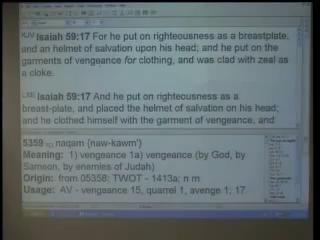 KJV Isaiah 59:17 For he put on righteousness as a breastplate,
and an helmet of salvation upon his head; and he put on the
garments of vengeance for clothing, and was clad with zeal as
a cloke.
LXE Isaiah 59:17 And he put on righteousness as a
breast-plate, and placed the helmet of salvation on his head;
and he clothed himself with the garment of vengeance, and
5359 naqam {naw-kawm'}
Meaning: 1) vengeance 1a) vengeance (by God, by
Samson, by enemies of Judah)
Origin: from 05358; TWOT - 1413a; n m
Usage: AV - vengeance 15, quarrel 1, avenge 1; 17